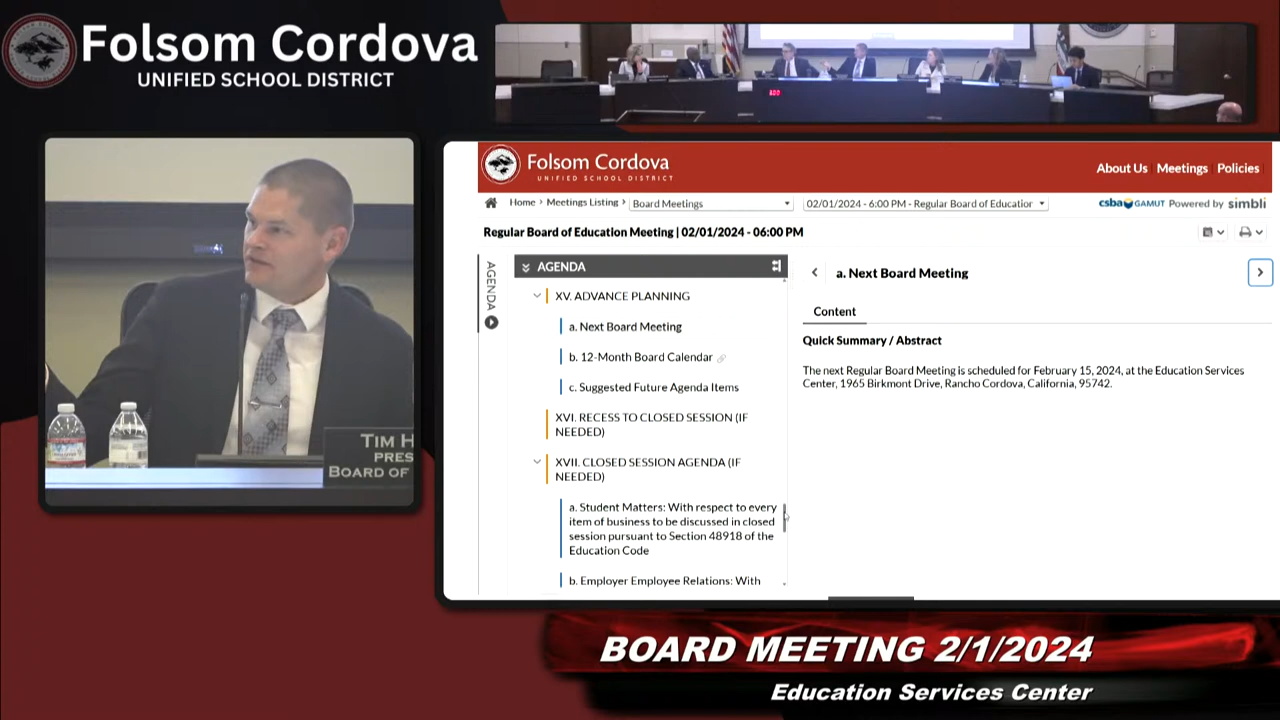 Folsom Cordova
UNIFIED SCHOOL DISTRICT
TIM H
PRES
BOARD OF
Folsom Cordova
UNIFIED SCHOOL DISTRICT
About Us Meetings Policies
Home > Meetings Listing > Board Meetings 02/01/2024 - 6:00 PM - Regular Board of Education csba GAMUT Powered by simbli
Regular Board of Education Meeting | 02/01/2024 - 06:00 PM
AGENDA
AGENDA
XV. ADVANCE PLANNING
a. Next Board Meeting
b. 12-Month Board Calendar
c. Suggested Future Agenda Items
XVI. RECESS TO CLOSED SESSION (IF
NEEDED)
XVII. CLOSED SESSION AGENDA (IF
NEEDED)
a. Student Matters: With respect to every
item of business to be discussed in closed
session pursuant to Section 48918 of the
Education Code
b. Employer Employee Relations: With
a. Next Board Meeting
Content
Quick Summary / Abstract
The next Regular Board Meeting is scheduled for February 15, 2024, at the Education Services
Center, 1965 Birkmont Drive, Rancho Cordova, California, 95742.
BOARD MEETING 2/1/2024
Education Services Center